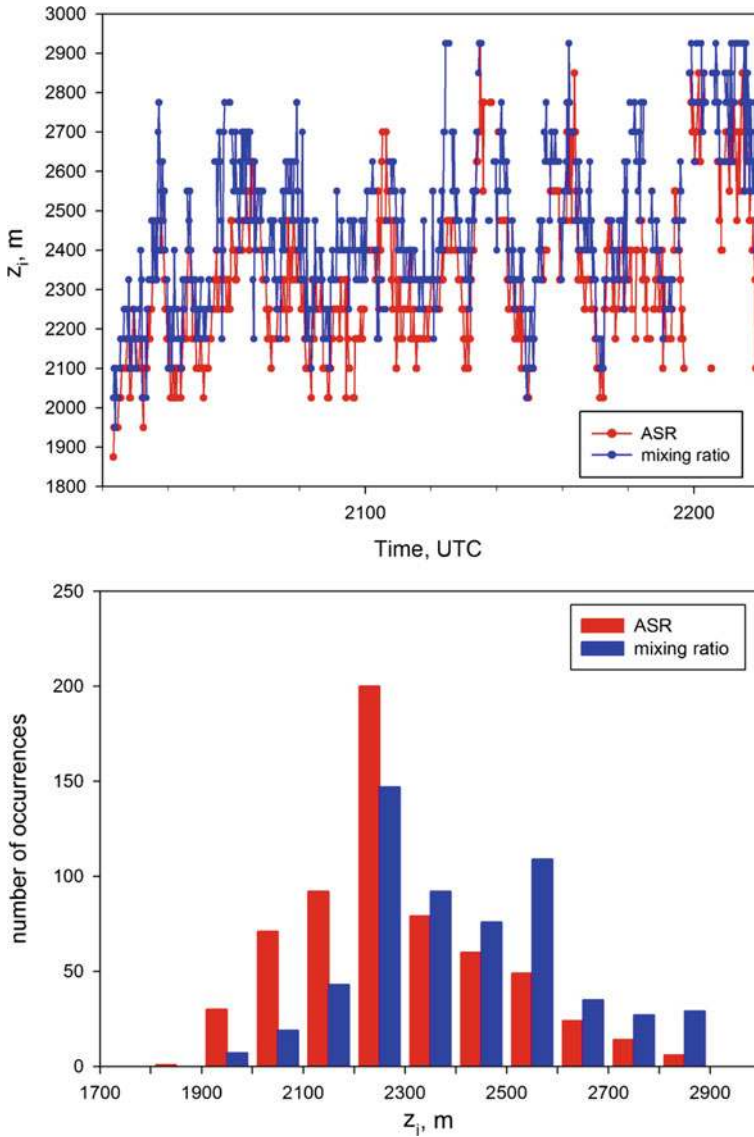 3000
2900
2800
2700
2600
2500
2400
2300
2200
2100
2000
1900
1800
z_i, m
ASR
mixing ratio
2100 2200
Time, UTC
250
200
150
100
50
0
number of occurrences
ASR
mixing ratio
1700 1900 2100 2300 2500 2700 2900
z_i, m